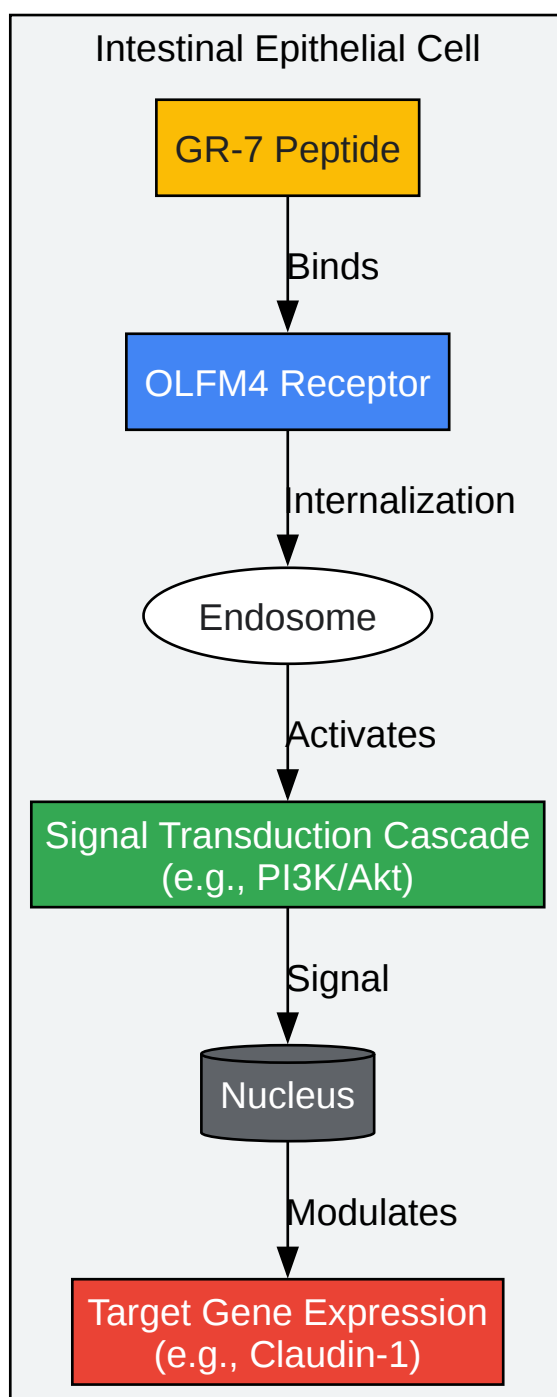 Intestinal Epithelial Cell
GR-7 Peptide
Binds
OLFM4 Receptor
Internalization
Endosome
Activates
Signal Transduction Cascade
(e.g., PI3K/Akt)
Signal
Nucleus
Modulates
Target Gene Expression
(e.g., Claudin-1)